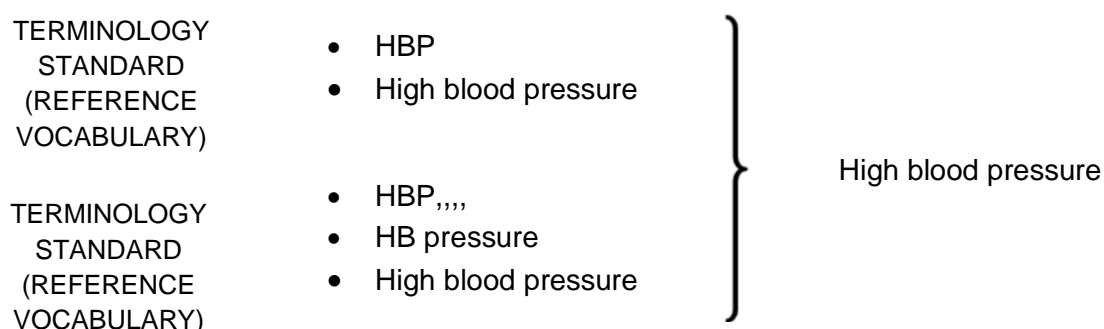 TERMINOLOGY
STANDARD
(REFERENCE
VOCABULARY)
• HBP
• High blood pressure
TERMINOLOGY
STANDARD
(REFERENCE
VOCABULARY)
• HBP,,,,
• HB pressure
• High blood pressure
High blood pressure